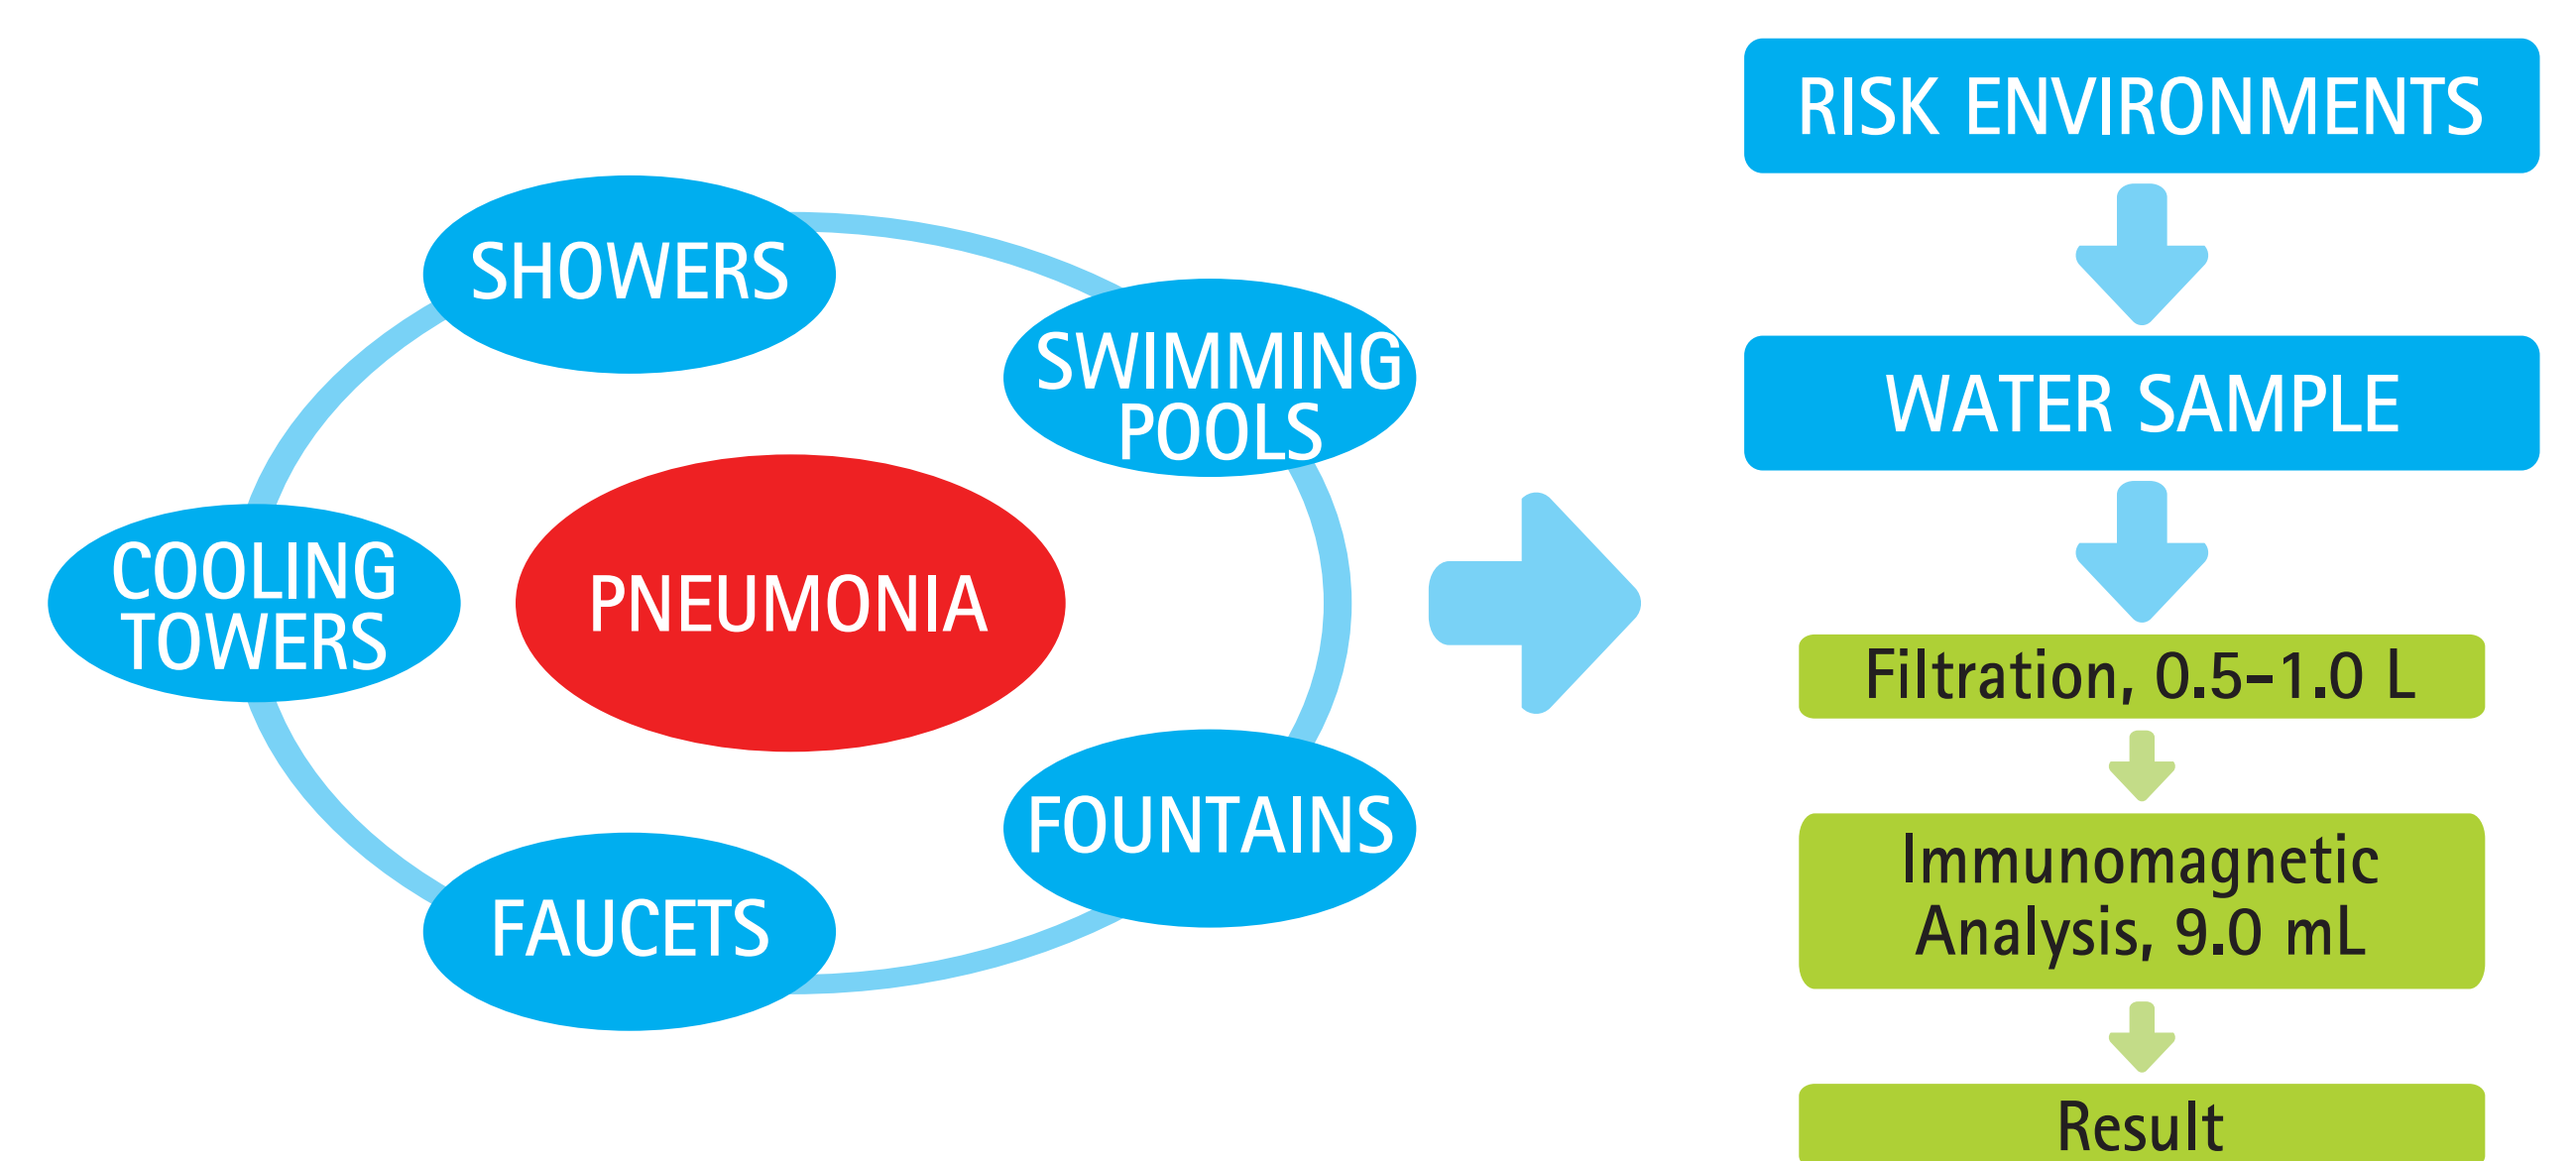 SHOWERS
SWIMMING
POOLS
COOLING
TOWERS
PNEUMONIA
FOUNTAINS
FAUCETS
RISK ENVIRONMENTS
WATER SAMPLE
Filtration, 0.5-1.0 L
Immunomagnetic
Analysis, 9.0 mL
Result